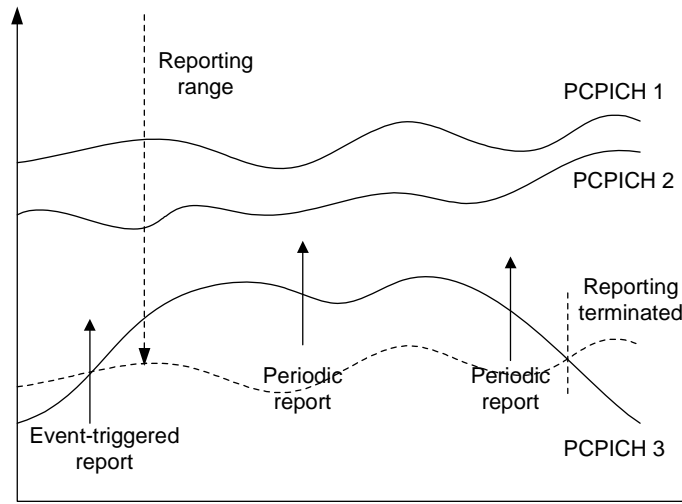 Reporting
range
PCPICH 1
PCPICH 2
Reporting
terminated
Periodic
report
Periodic
report
Event-triggered
report
PCPICH 3